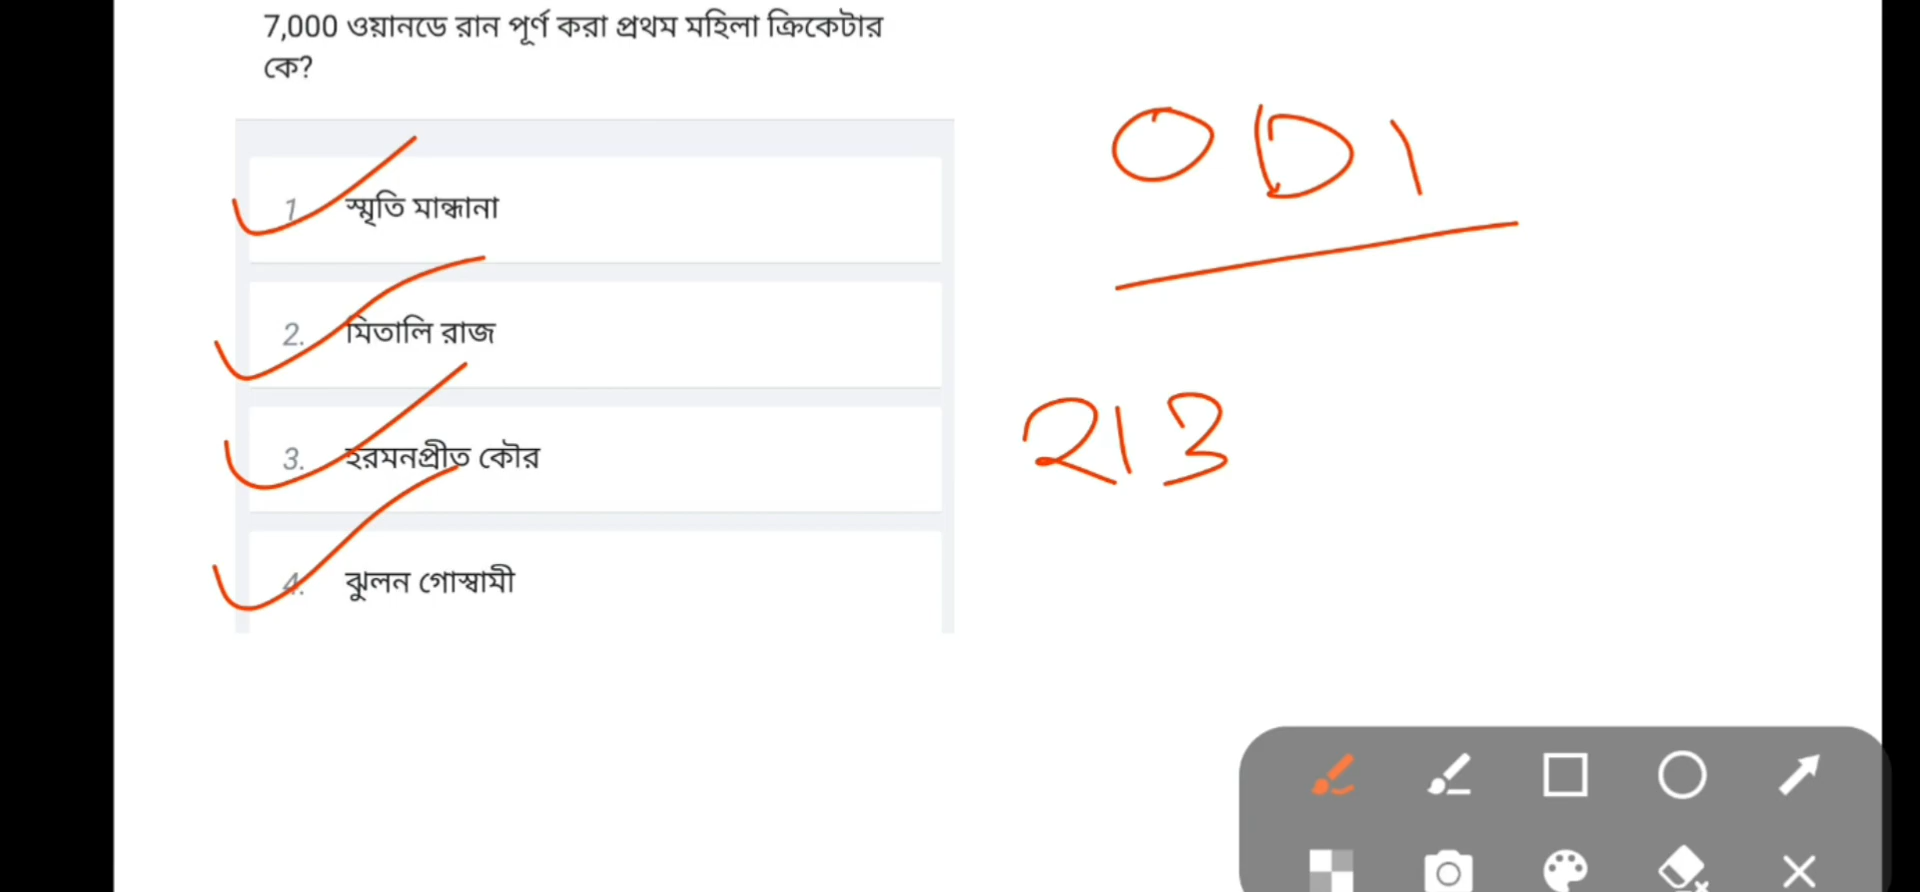 7,000 ওয়ানডে রান পূর্ণ করা প্রথম মহিলা ক্রিকেটার
কে?
1. স্মৃতি মান্ধানা
2. মিতালি রাজ
3. হরমনপ্রীত কৌর
4. ঝুলন গোস্বামী
ODI
213